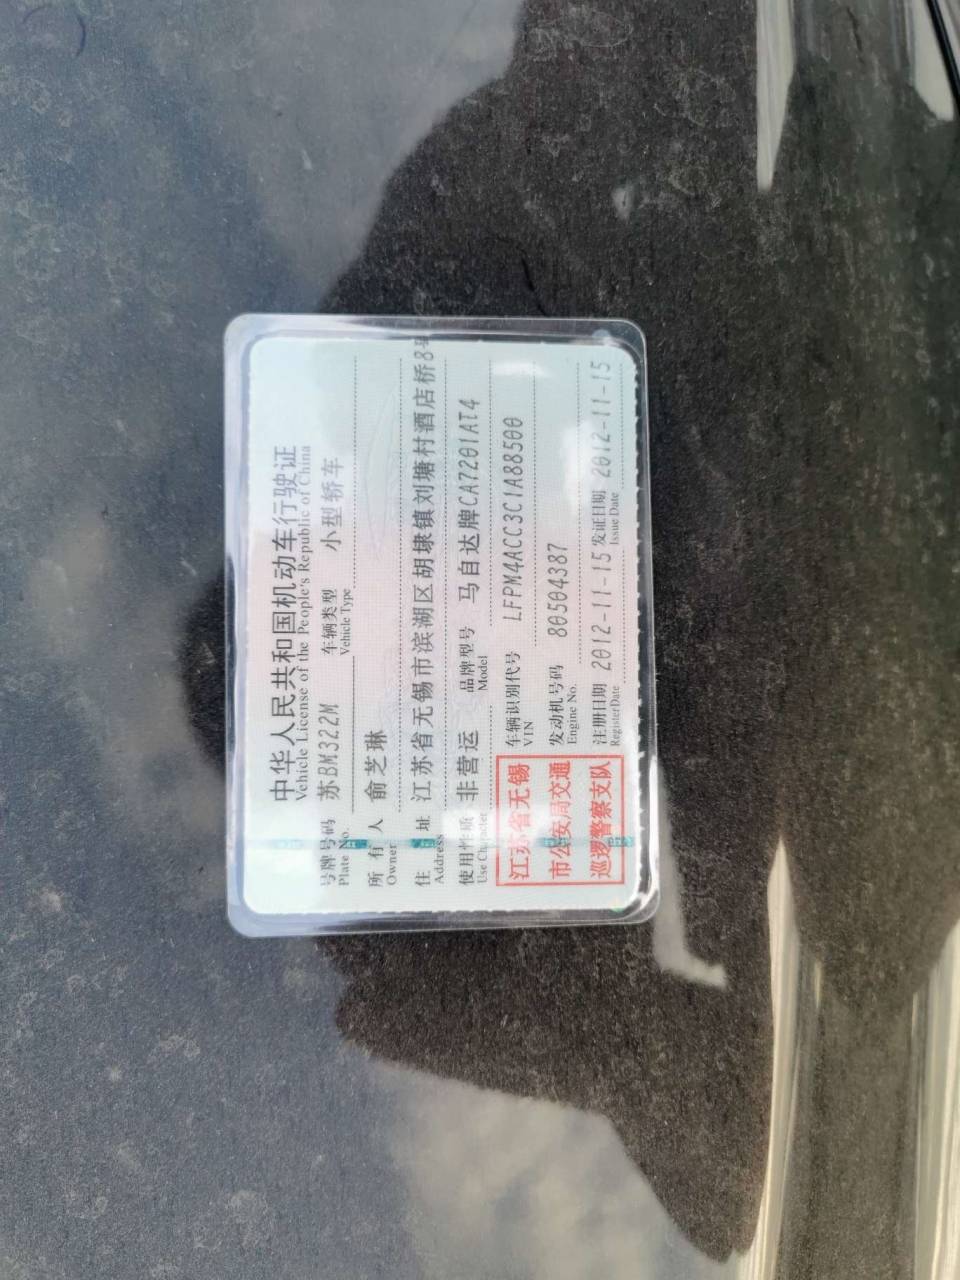 中华人民共和国机动车行驶证
Vehicle License of the People's Republic of China
号牌号码 苏BM322M 车辆类型 小型轿车
Plate No. Vehicle Type
所有人 俞芝琳
Owner
住址 江苏省无锡市滨湖区胡埭镇刘塘村酒店桥8号
Address
使用性质 非营运 品牌型号 马自达牌CA7201AT4
Use Character Model
江苏省无锡
市公安局交通
巡逻警察支队
车辆识别代号 LFPM4ACC3C1A88500
VIN
发动机号码 80504387
Engine No.
注册日期 2012-11-15 发证日期 2012-11-15
Register Date Issue Date